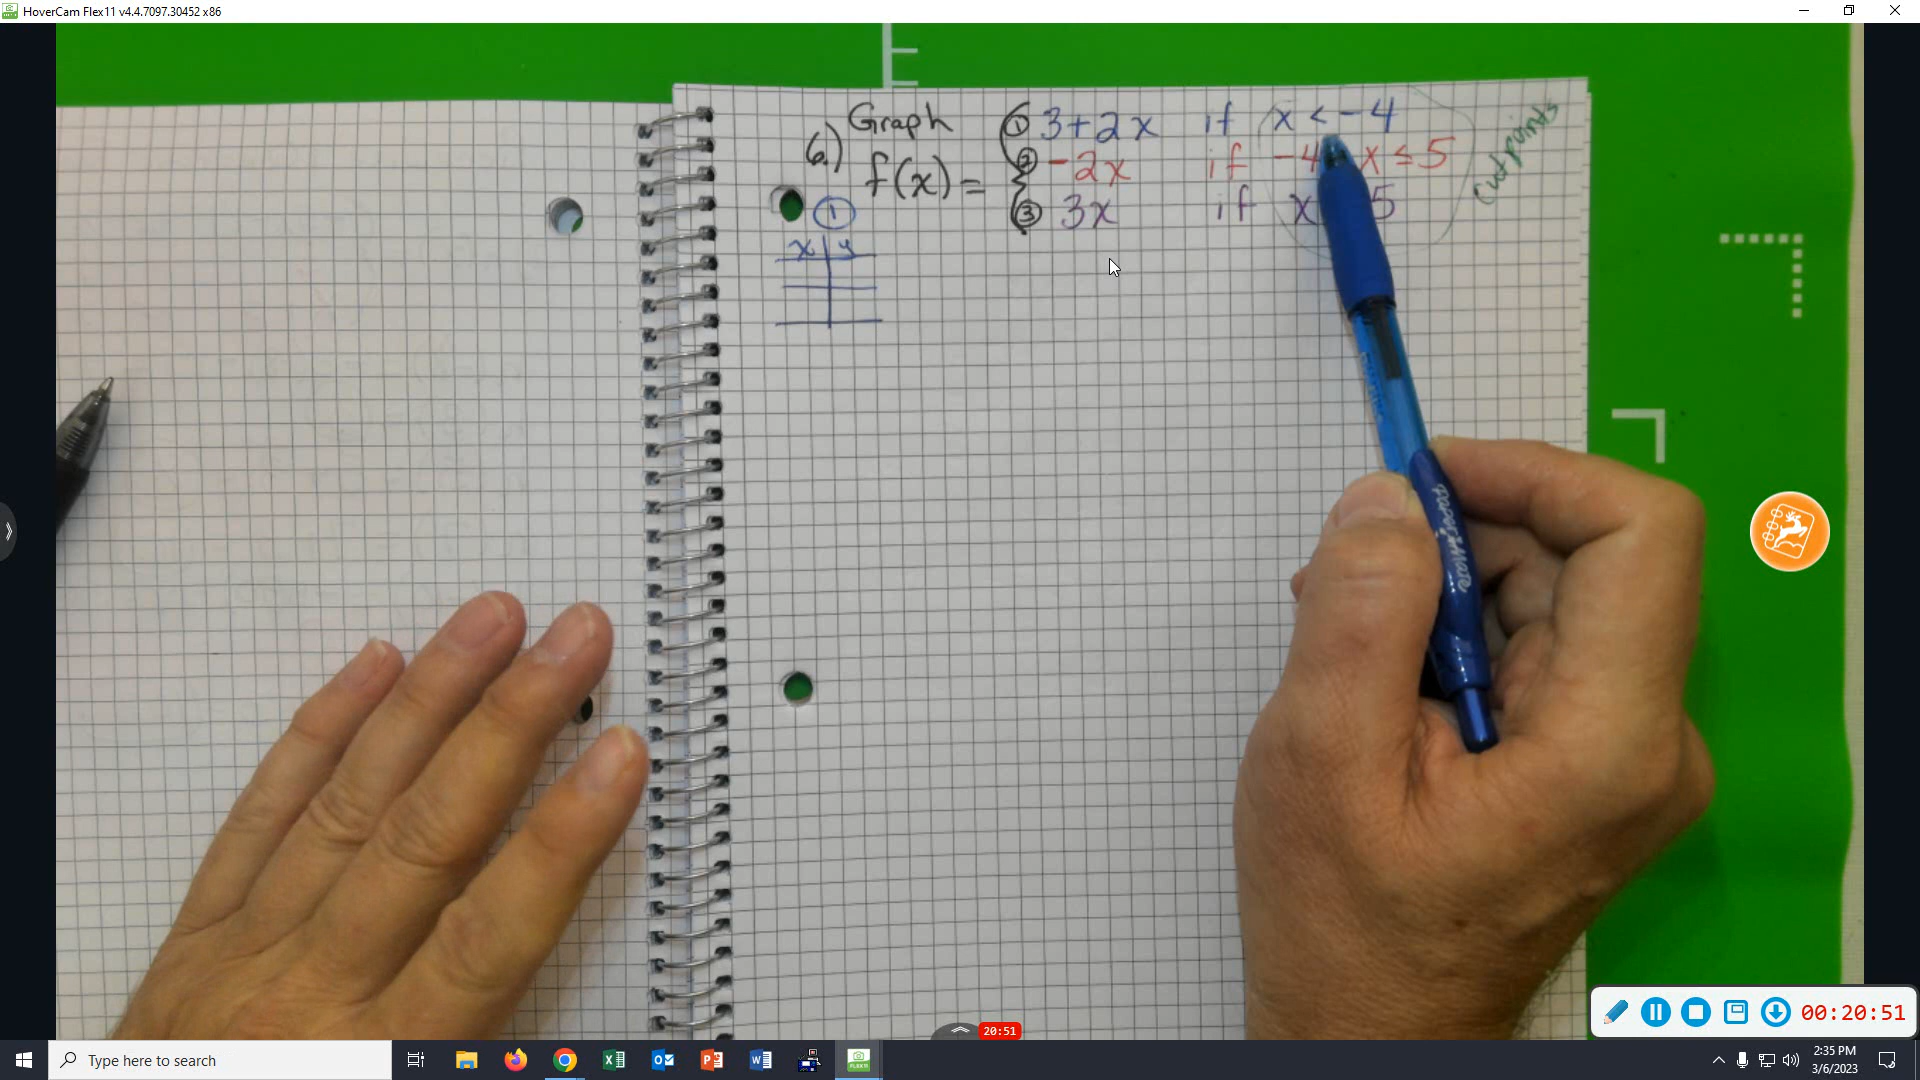 HoverCam Flex11 v4.4.7097.30452 x86
Graph
6.) f(x) =
① 3+2x if x < -4
② -2x if -4 x ≤ 5
③ 3x if x 5
cutpoints
①
x | y
PaperMate
20:51
00:20:51
Type here to search
2:35 PM
3/6/2023